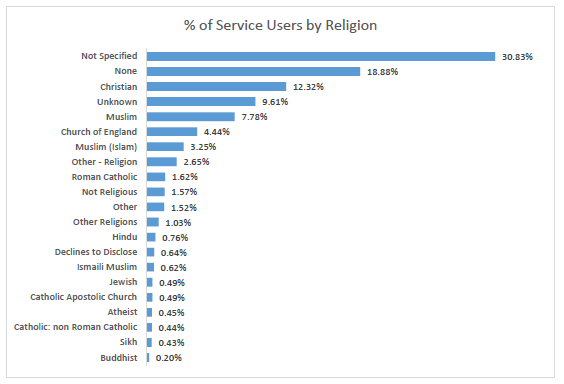 % of Service Users by Religion
Not Specified 30.83%
None 18.88%
Christian 12.32%
Unknown 9.61%
Muslim 7.78%
Church of England 4.44%
Muslim (Islam) 3.25%
Other - Religion 2.65%
Roman Catholic 1.62%
Not Religious 1.57%
Other 1.52%
Other Religions 1.03%
Hindu 0.76%
Declines to Disclose 0.64%
Ismaili Muslim 0.62%
Jewish 0.49%
Catholic Apostolic Church 0.49%
Atheist 0.45%
Catholic: non Roman Catholic 0.44%
Sikh 0.43%
Buddhist 0.20%